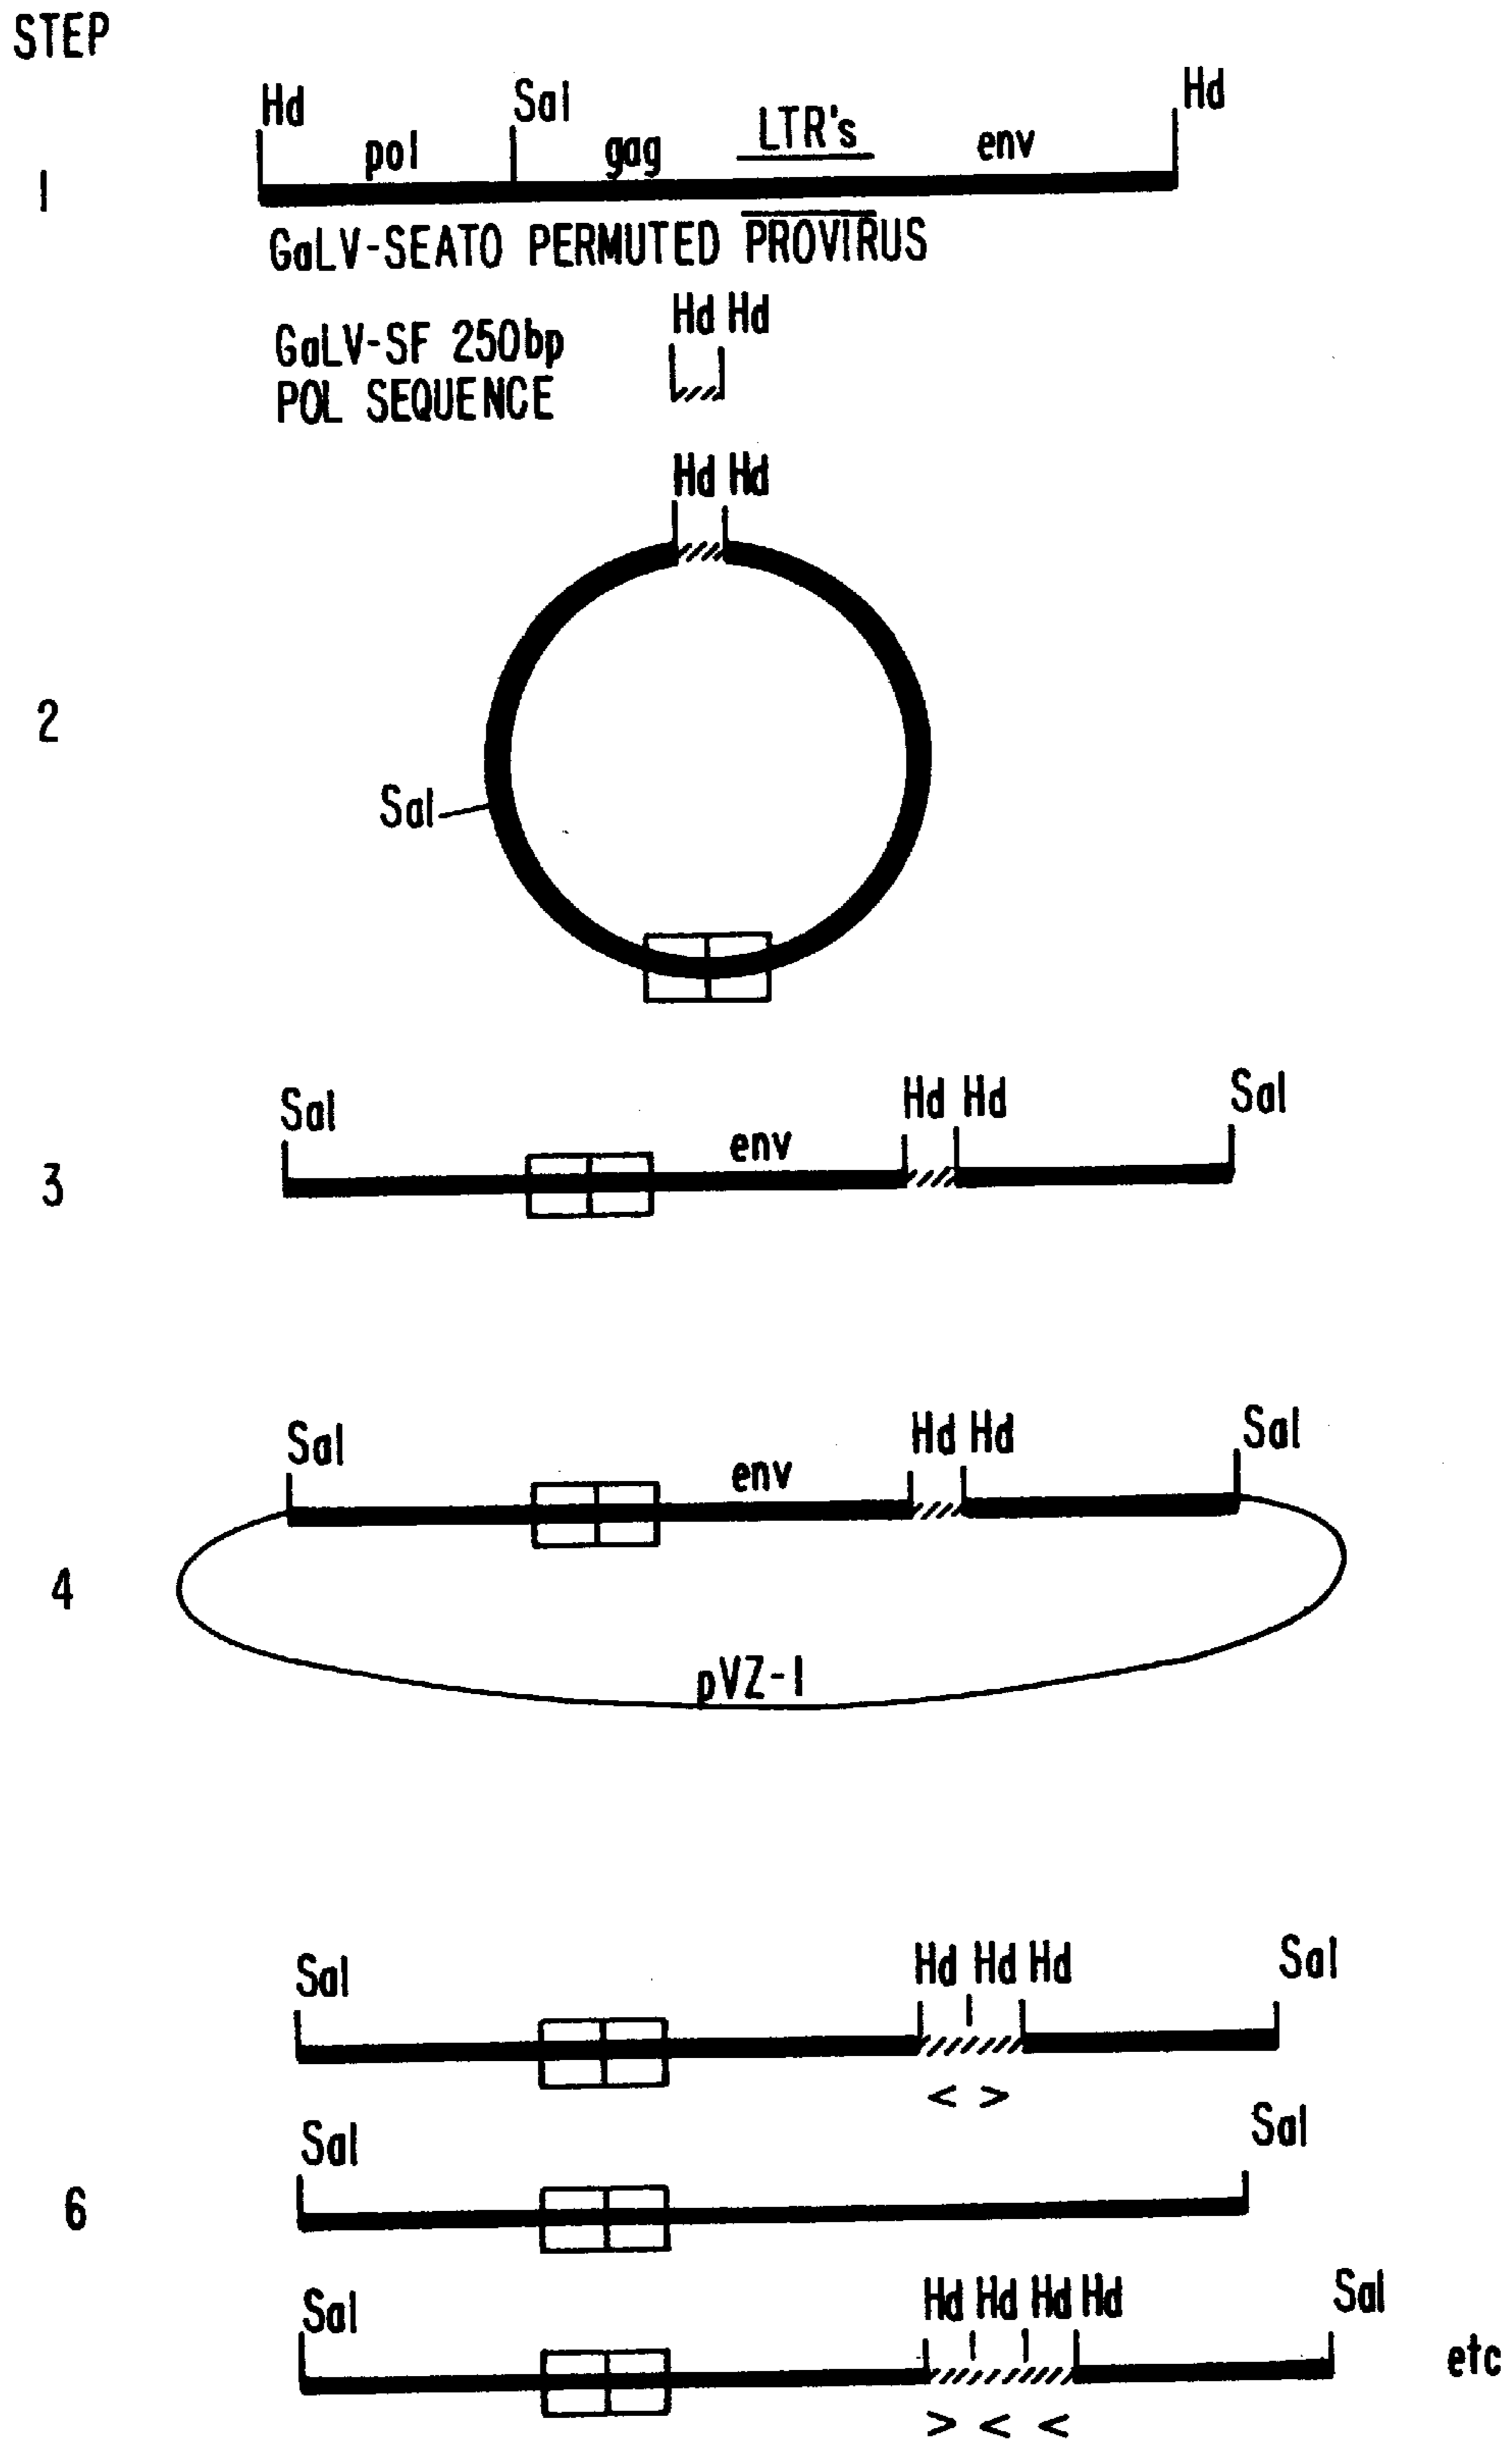 STEP
Hd Sal Hd
pol gag LTR's env
1
GaLV-SEATO PERMUTED PROVIRUS
Hd Hd
GaLV-SF 250bp
POL SEQUENCE
Hd Hd
2
Sal
Sal Hd Hd Sal
env
3
Sal Hd Hd Sal
env
4
pVZ-1
Sal Hd Hd Hd Sal
< >
Sal Sal
6
Sal Hd Hd Hd Hd Sal
etc
> < <